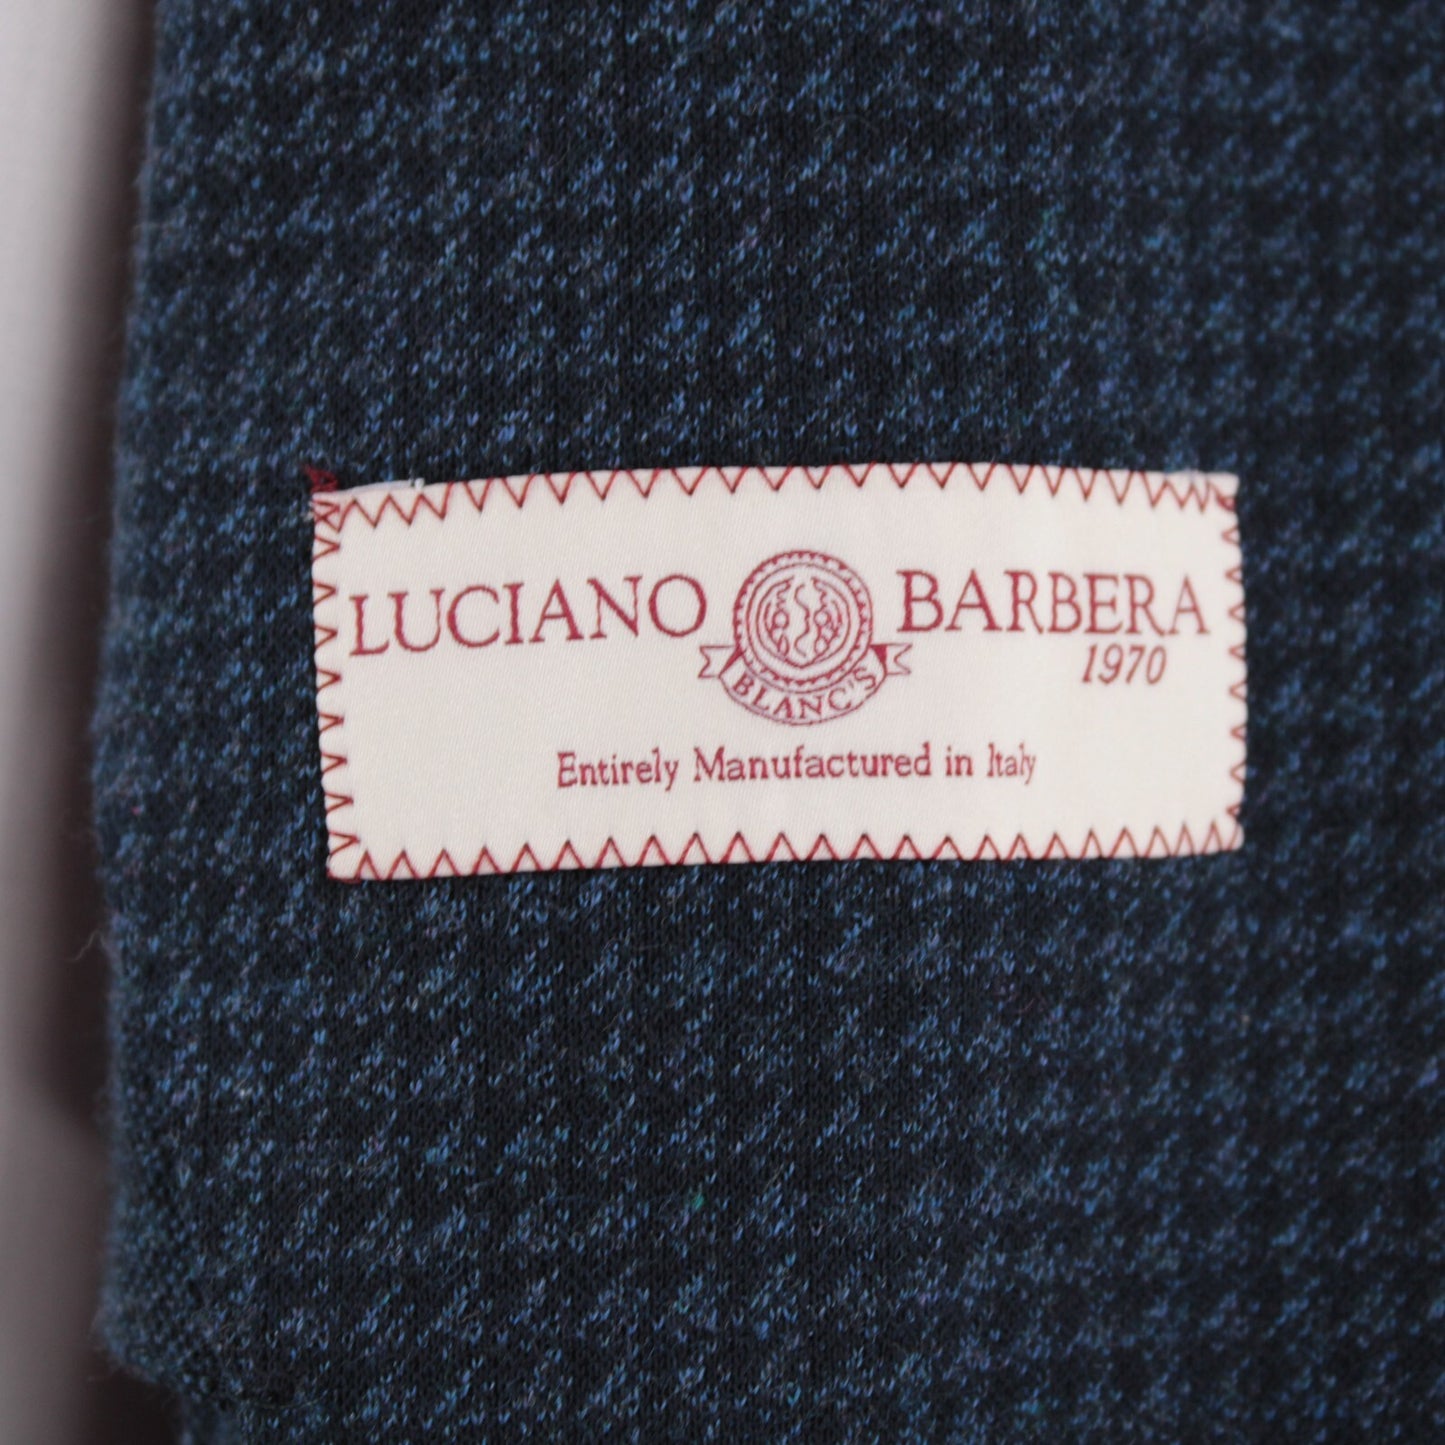 LUCIANO BARBERA
1970
BLANC'S
Entirely Manufactured in Italy